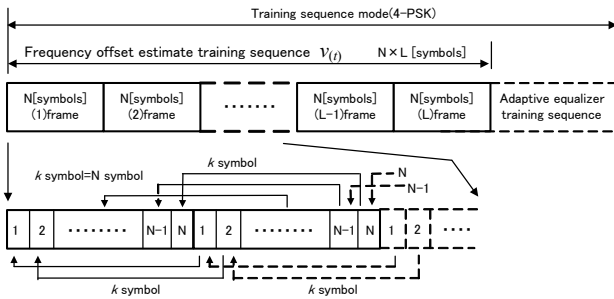 Training sequence mode(4-PSK)
Frequency offset estimate training sequence v(t) N×L [symbols]
N[symbols] (1)frame
N[symbols] (2)frame
········
N[symbols] (L-1)frame
N[symbols] (L)frame
Adaptive equalizer training sequence
k symbol=N symbol
k symbol
N
N-1
1 2 ········ N-1 N 1 2 ········ N-1 N 1 2 ····
k symbol
k symbol